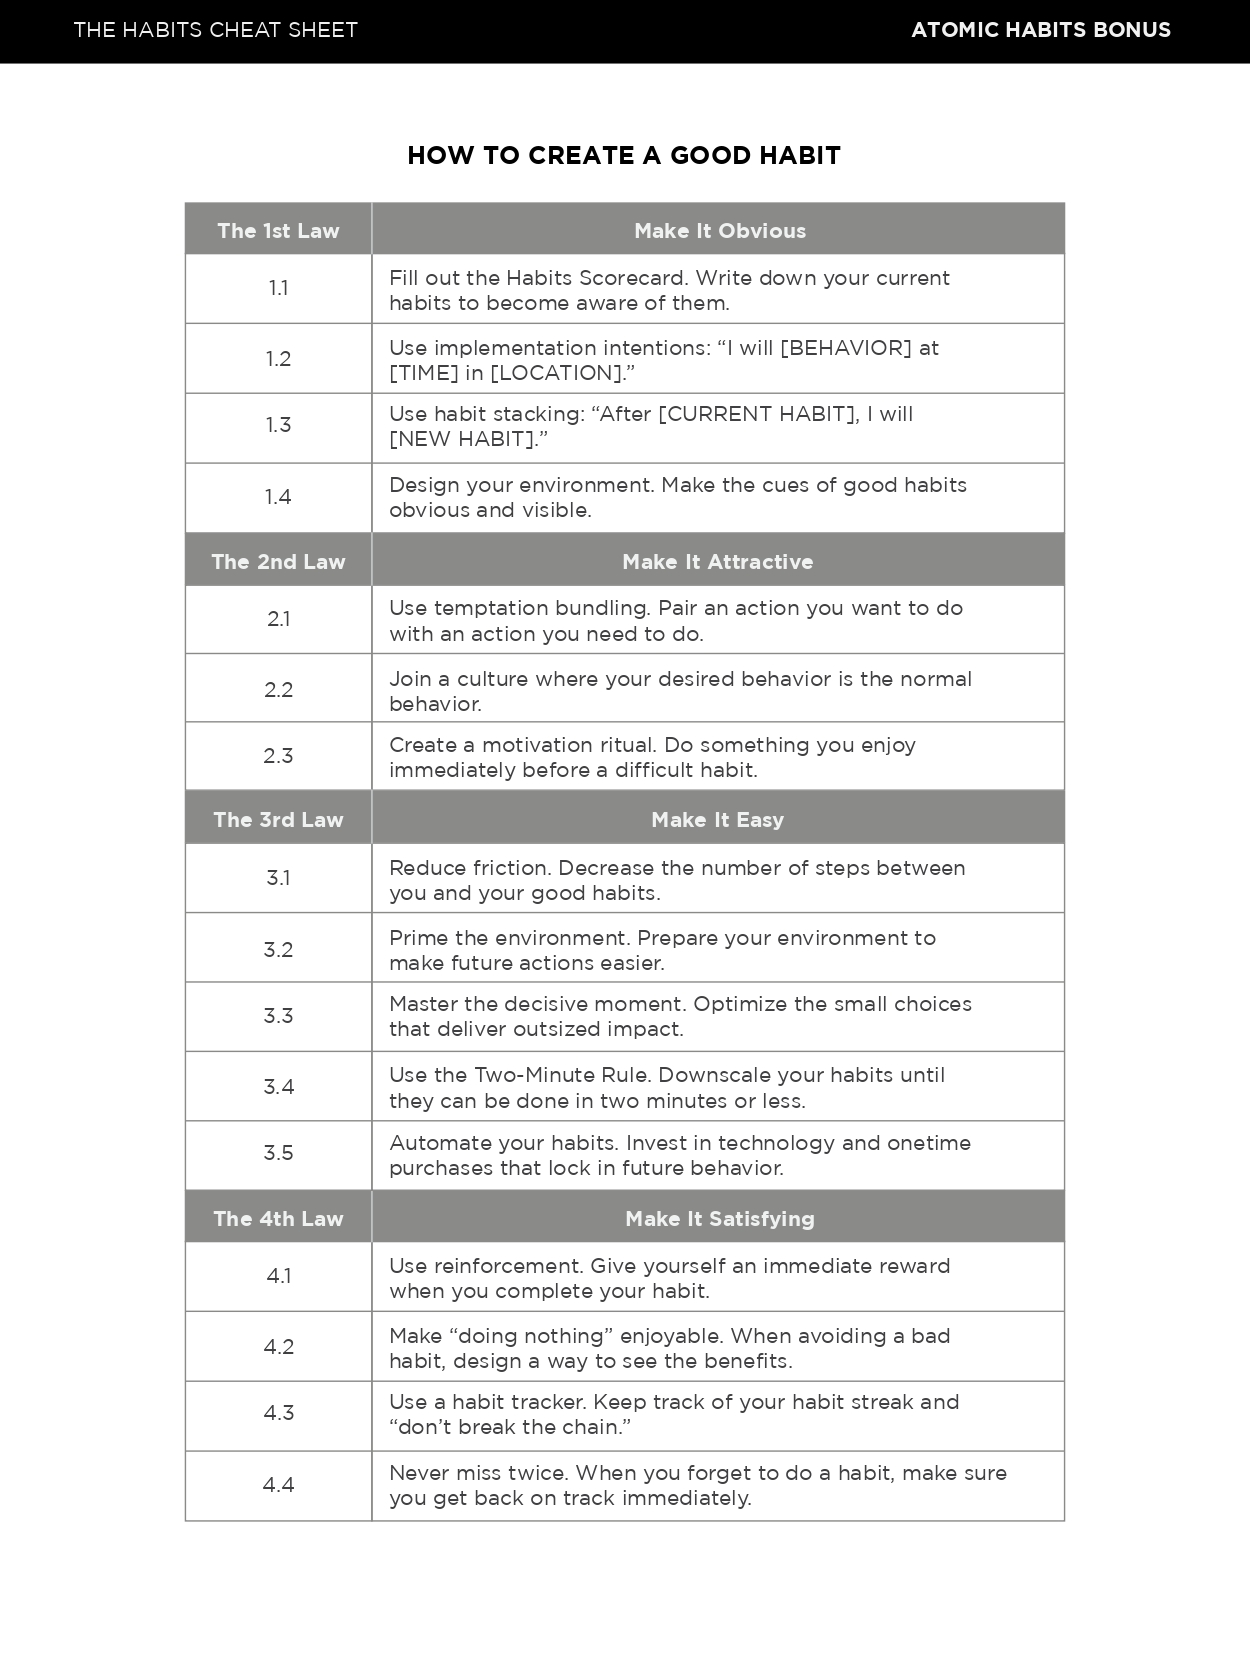 THE HABITS CHEAT SHEET
ATOMIC HABITS BONUS
HOW TO CREATE A GOOD HABIT
The 1st Law
Make It Obvious
1.1
Fill out the Habits Scorecard. Write down your current
habits to become aware of them.
1.2
Use implementation intentions: “I will [BEHAVIOR] at
[TIME] in [LOCATION].”
1.3
Use habit stacking: “After [CURRENT HABIT], I will
[NEW HABIT].”
1.4
Design your environment. Make the cues of good habits
obvious and visible.
The 2nd Law
Make It Attractive
2.1
Use temptation bundling. Pair an action you want to do
with an action you need to do.
2.2
Join a culture where your desired behavior is the normal
behavior.
2.3
Create a motivation ritual. Do something you enjoy
immediately before a difficult habit.
The 3rd Law
Make It Easy
3.1
Reduce friction. Decrease the number of steps between
you and your good habits.
3.2
Prime the environment. Prepare your environment to
make future actions easier.
3.3
Master the decisive moment. Optimize the small choices
that deliver outsized impact.
3.4
Use the Two-Minute Rule. Downscale your habits until
they can be done in two minutes or less.
3.5
Automate your habits. Invest in technology and onetime
purchases that lock in future behavior.
The 4th Law
Make It Satisfying
4.1
Use reinforcement. Give yourself an immediate reward
when you complete your habit.
4.2
Make “doing nothing” enjoyable. When avoiding a bad
habit, design a way to see the benefits.
4.3
Use a habit tracker. Keep track of your habit streak and
“don’t break the chain.”
4.4
Never miss twice. When you forget to do a habit, make sure
you get back on track immediately.